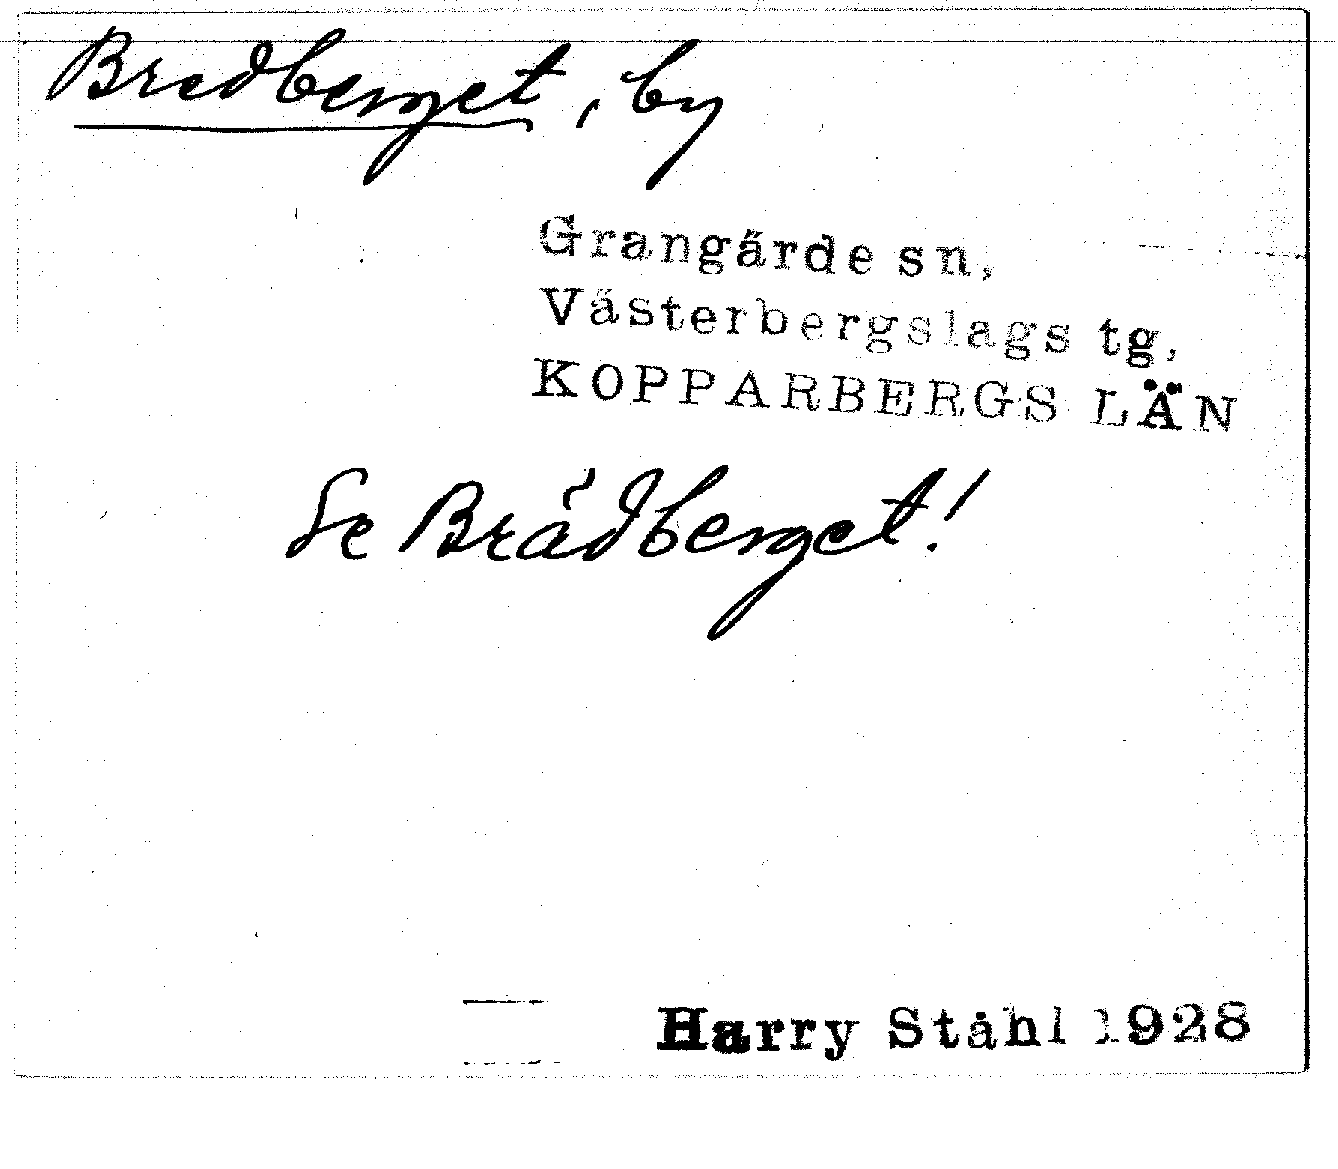 Bredberget, by
Grangärde sn,
Västerbergslags tg,
KOPPARBERGS LÄN
Se Brädberget!
Harry Ståhl 1928